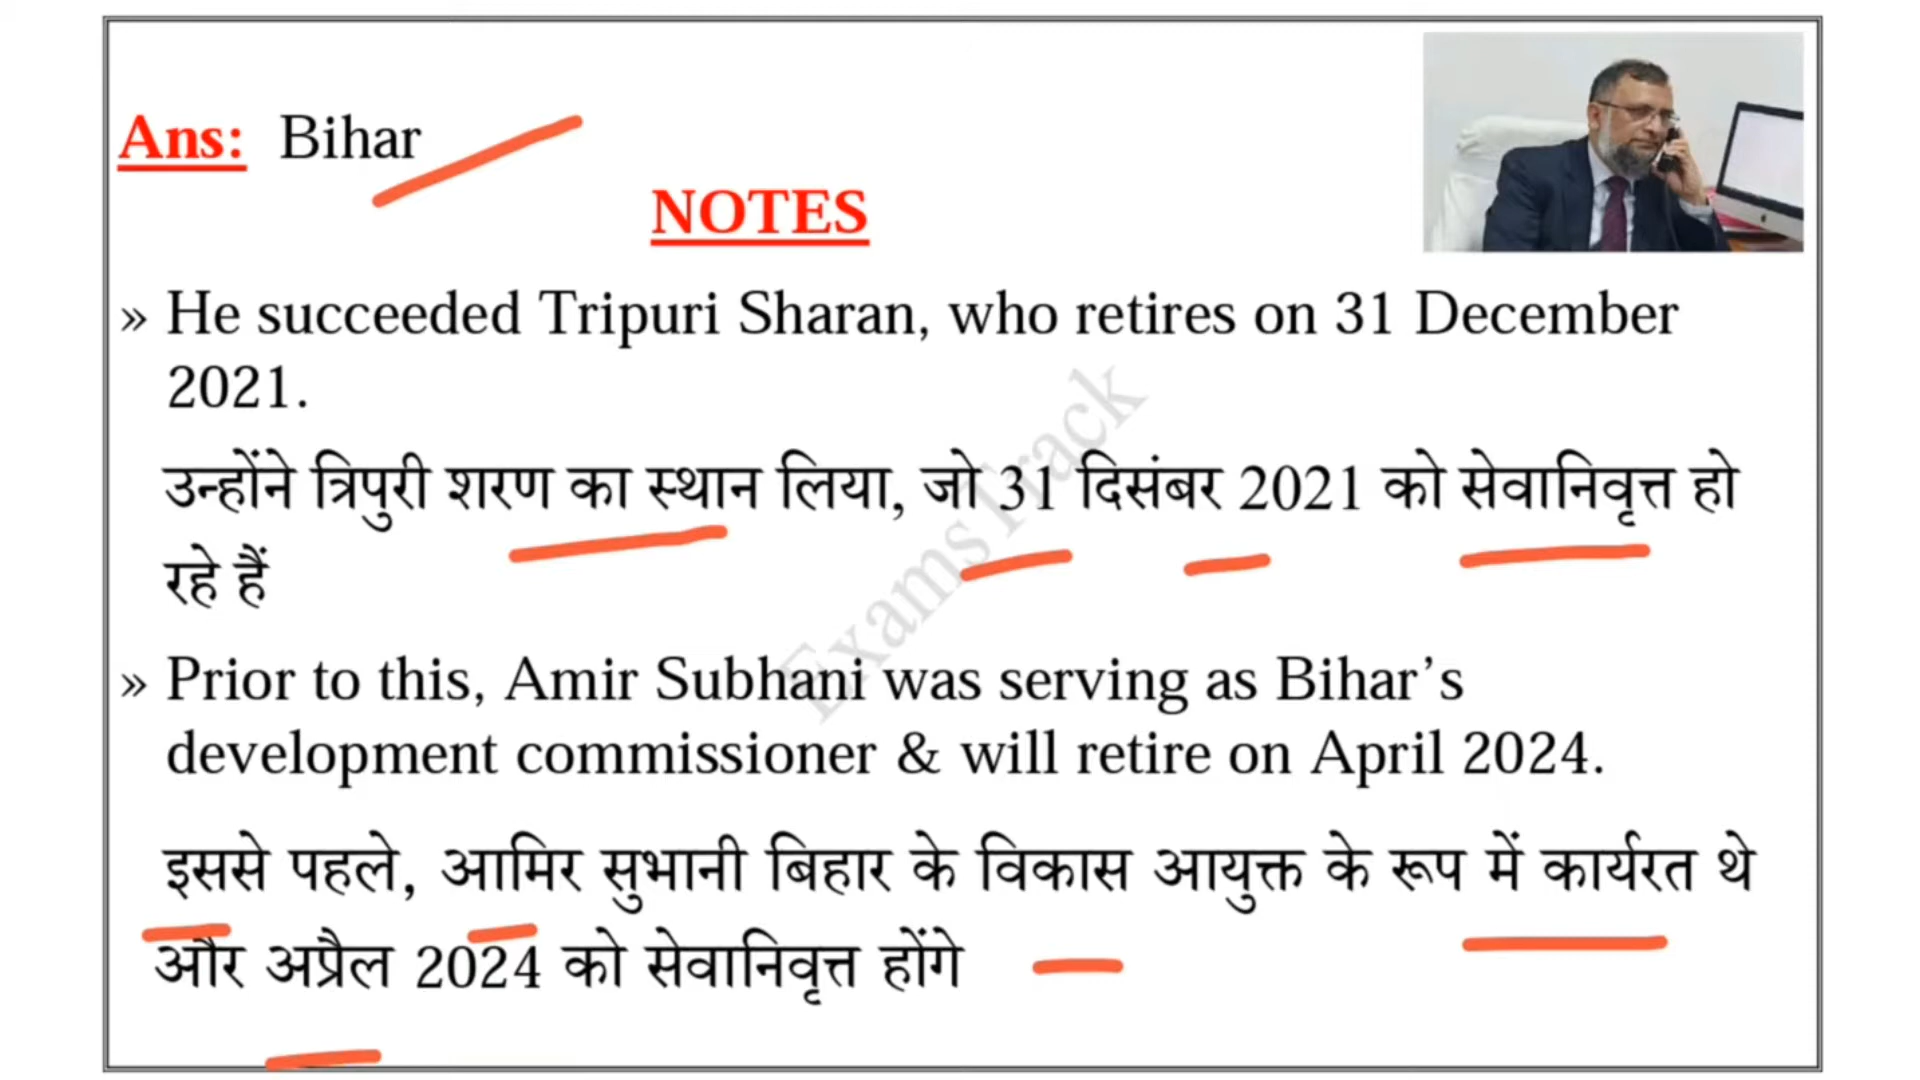 Ans: Bihar
NOTES
» He succeeded Tripuri Sharan, who retires on 31 December
2021.
उन्होंने त्रिपुरी शरण का स्थान लिया, जो 31 दिसंबर 2021 को सेवानिवृत्त हो
रहे हैं
» Prior to this, Amir Subhani was serving as Bihar’s
development commissioner & will retire on April 2024.
इससे पहले, आमिर सुभानी बिहार के विकास आयुक्त के रूप में कार्यरत थे
और अप्रैल 2024 को सेवानिवृत्त होंगे
ExamsTrack